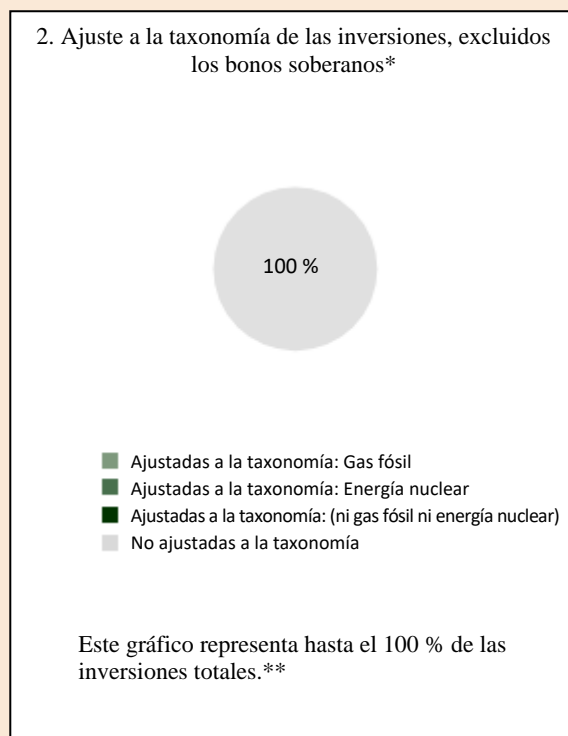 2. Ajuste a la taxonomía de las inversiones, excluidos
los bonos soberanos*
100 %
Ajustadas a la taxonomía: Gas fósil
Ajustadas a la taxonomía: Energía nuclear
Ajustadas a la taxonomía: (ni gas fósil ni energía nuclear)
No ajustadas a la taxonomía
Este gráfico representa hasta el 100 % de las
inversiones totales.**